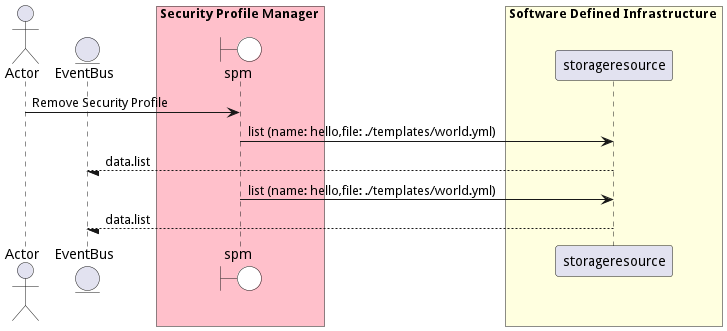 Security Profile Manager
Software Defined Infrastructure
Actor
EventBus
spm
storageresource
Remove Security Profile
list (name: hello,file: ./templates/world.yml)
data.list
list (name: hello,file: ./templates/world.yml)
data.list
Actor
EventBus
spm
storageresource